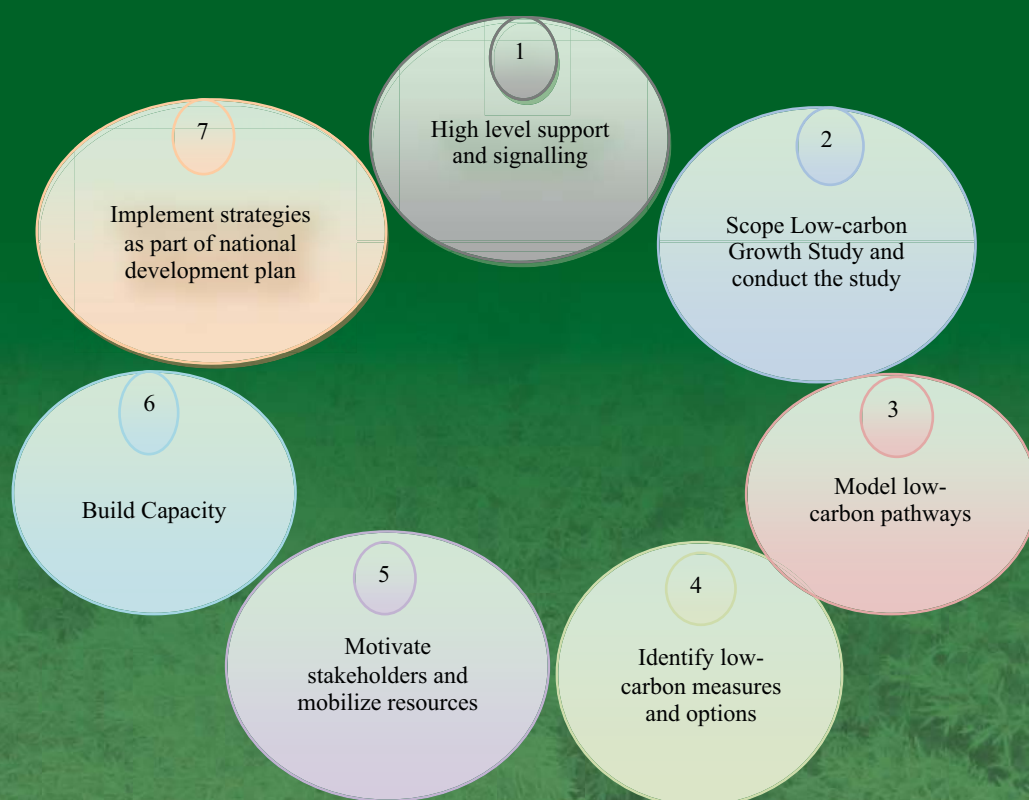 1
High level support
and signalling
2
Scope Low-carbon
Growth Study and
conduct the study
3
Model low-
carbon pathways
4
Identify low-
carbon measures
and options
5
Motivate
stakeholders and
mobilize resources
6
Build Capacity
7
Implement strategies
as part of national
development plan